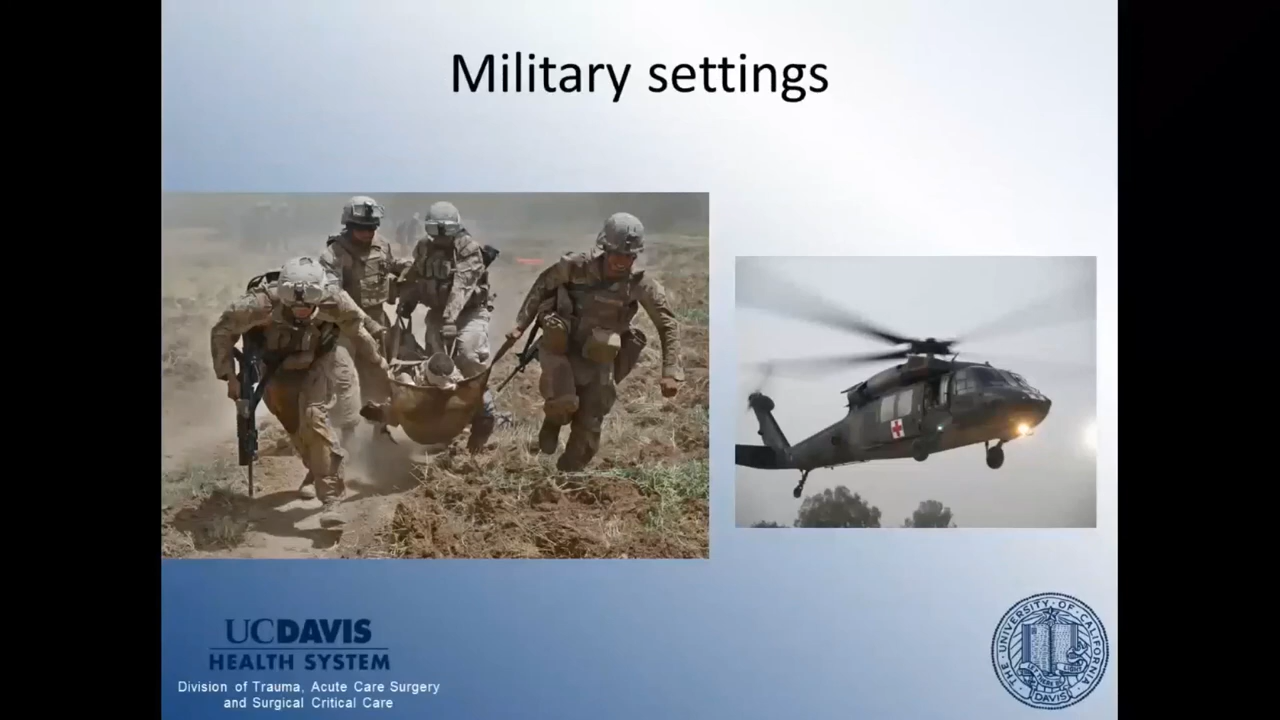 Military settings
UCDAVIS
HEALTH SYSTEM
Division of Trauma, Acute Care Surgery
and Surgical Critical Care
THE UNIVERSITY OF CALIFORNIA
DAVIS